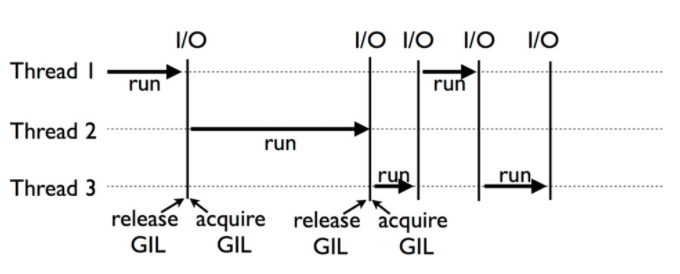 I/O I/O I/O I/O I/O
Thread 1
run run
Thread 2
run
Thread 3
run run
release acquire release acquire
GIL GIL GIL GIL